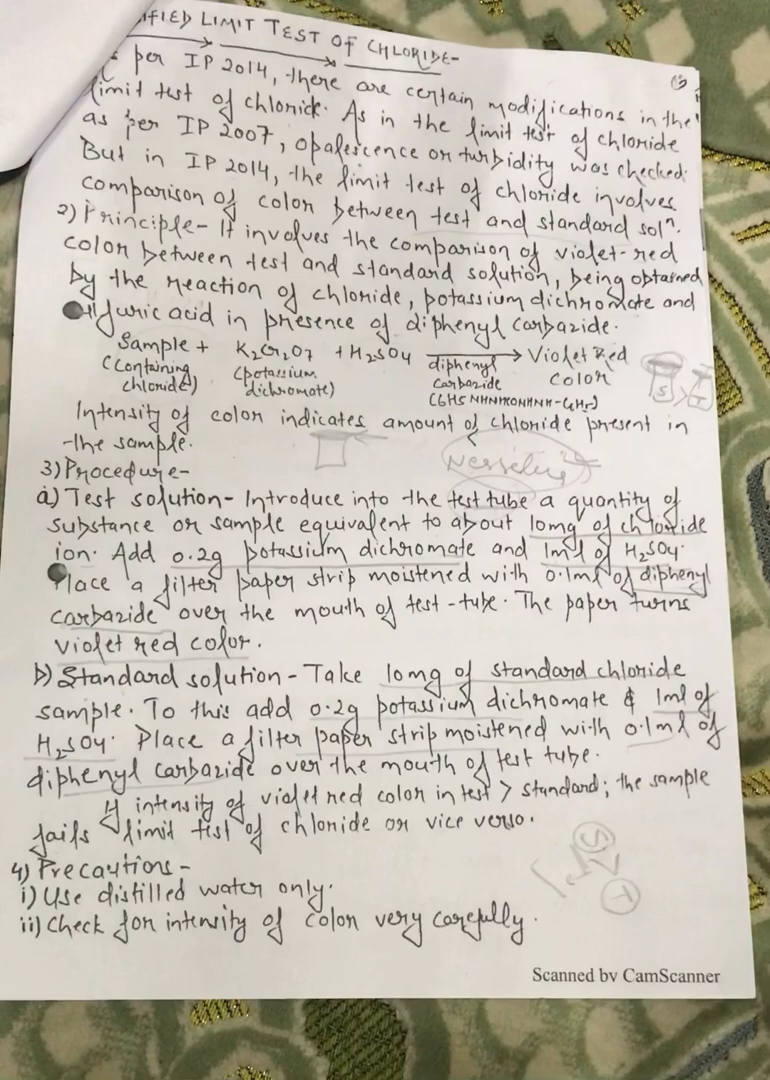 IFIED LIMIT TEST OF CHLORIDE-
per IP 2014, there are certain modifications in the
limit test of chloride. As in the limit test of chloride
as per IP 2007, opalescence or turbidity was checked.
But in IP 2014, the limit test of chloride involves
comparison of color between test and standard solⁿ.
2) Principle- It involves the comparison of violet-red
color between test and standard solution, being obtained
by the reaction of chloride, potassium dichromate and
furic acid in presence of diphenyl carbazide.
Sample + K₂Cr₂O₇ + H₂SO₄ diphenyl carbazide → Violet Red color
(Containing chloride) (potassium dichromate) (C6H5 NHNHCONHNH-C6H5)
S > T
Intensity of color indicates amount of chloride present in
the sample.
3) Procedure-
a) Test solution- Introduce into the test tube a quantity of
substance or sample equivalent to about 10mg of chloride
ion. Add 0.2g potassium dichromate and 1ml of H₂SO₄.
Place a filter paper strip moistened with 0.1ml of diphenyl
carbazide over the mouth of test-tube. The paper turns
violet red color.
b) Standard solution- Take 10mg of standard chloride
sample. To this add 0.2g potassium dichromate & 1ml of
H₂SO₄. Place a filter paper strip moistened with 0.1ml of
diphenyl carbazide over the mouth of test tube.
If intensity of violet red color in test > standard; the sample
fails limit test of chloride or vice verso.
S
T
4) Precautions-
i) Use distilled water only.
ii) Check for intensity of color very carefully.
Scanned by CamScanner